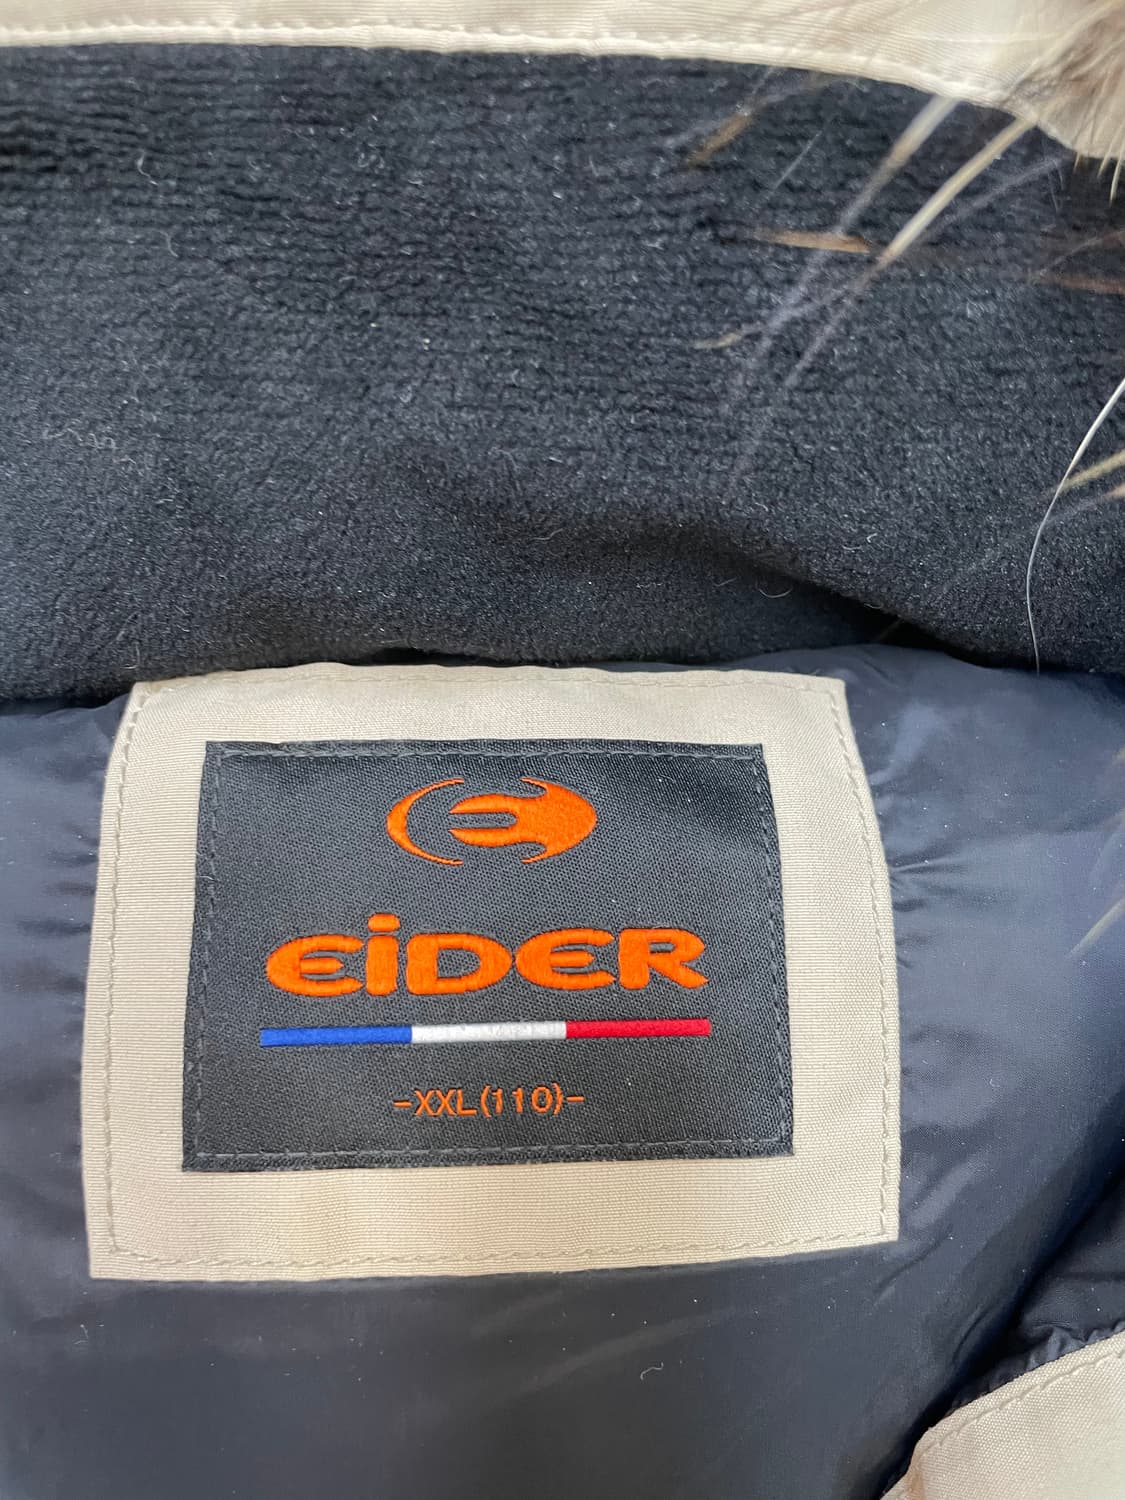 EiDER
-XXL(110)-